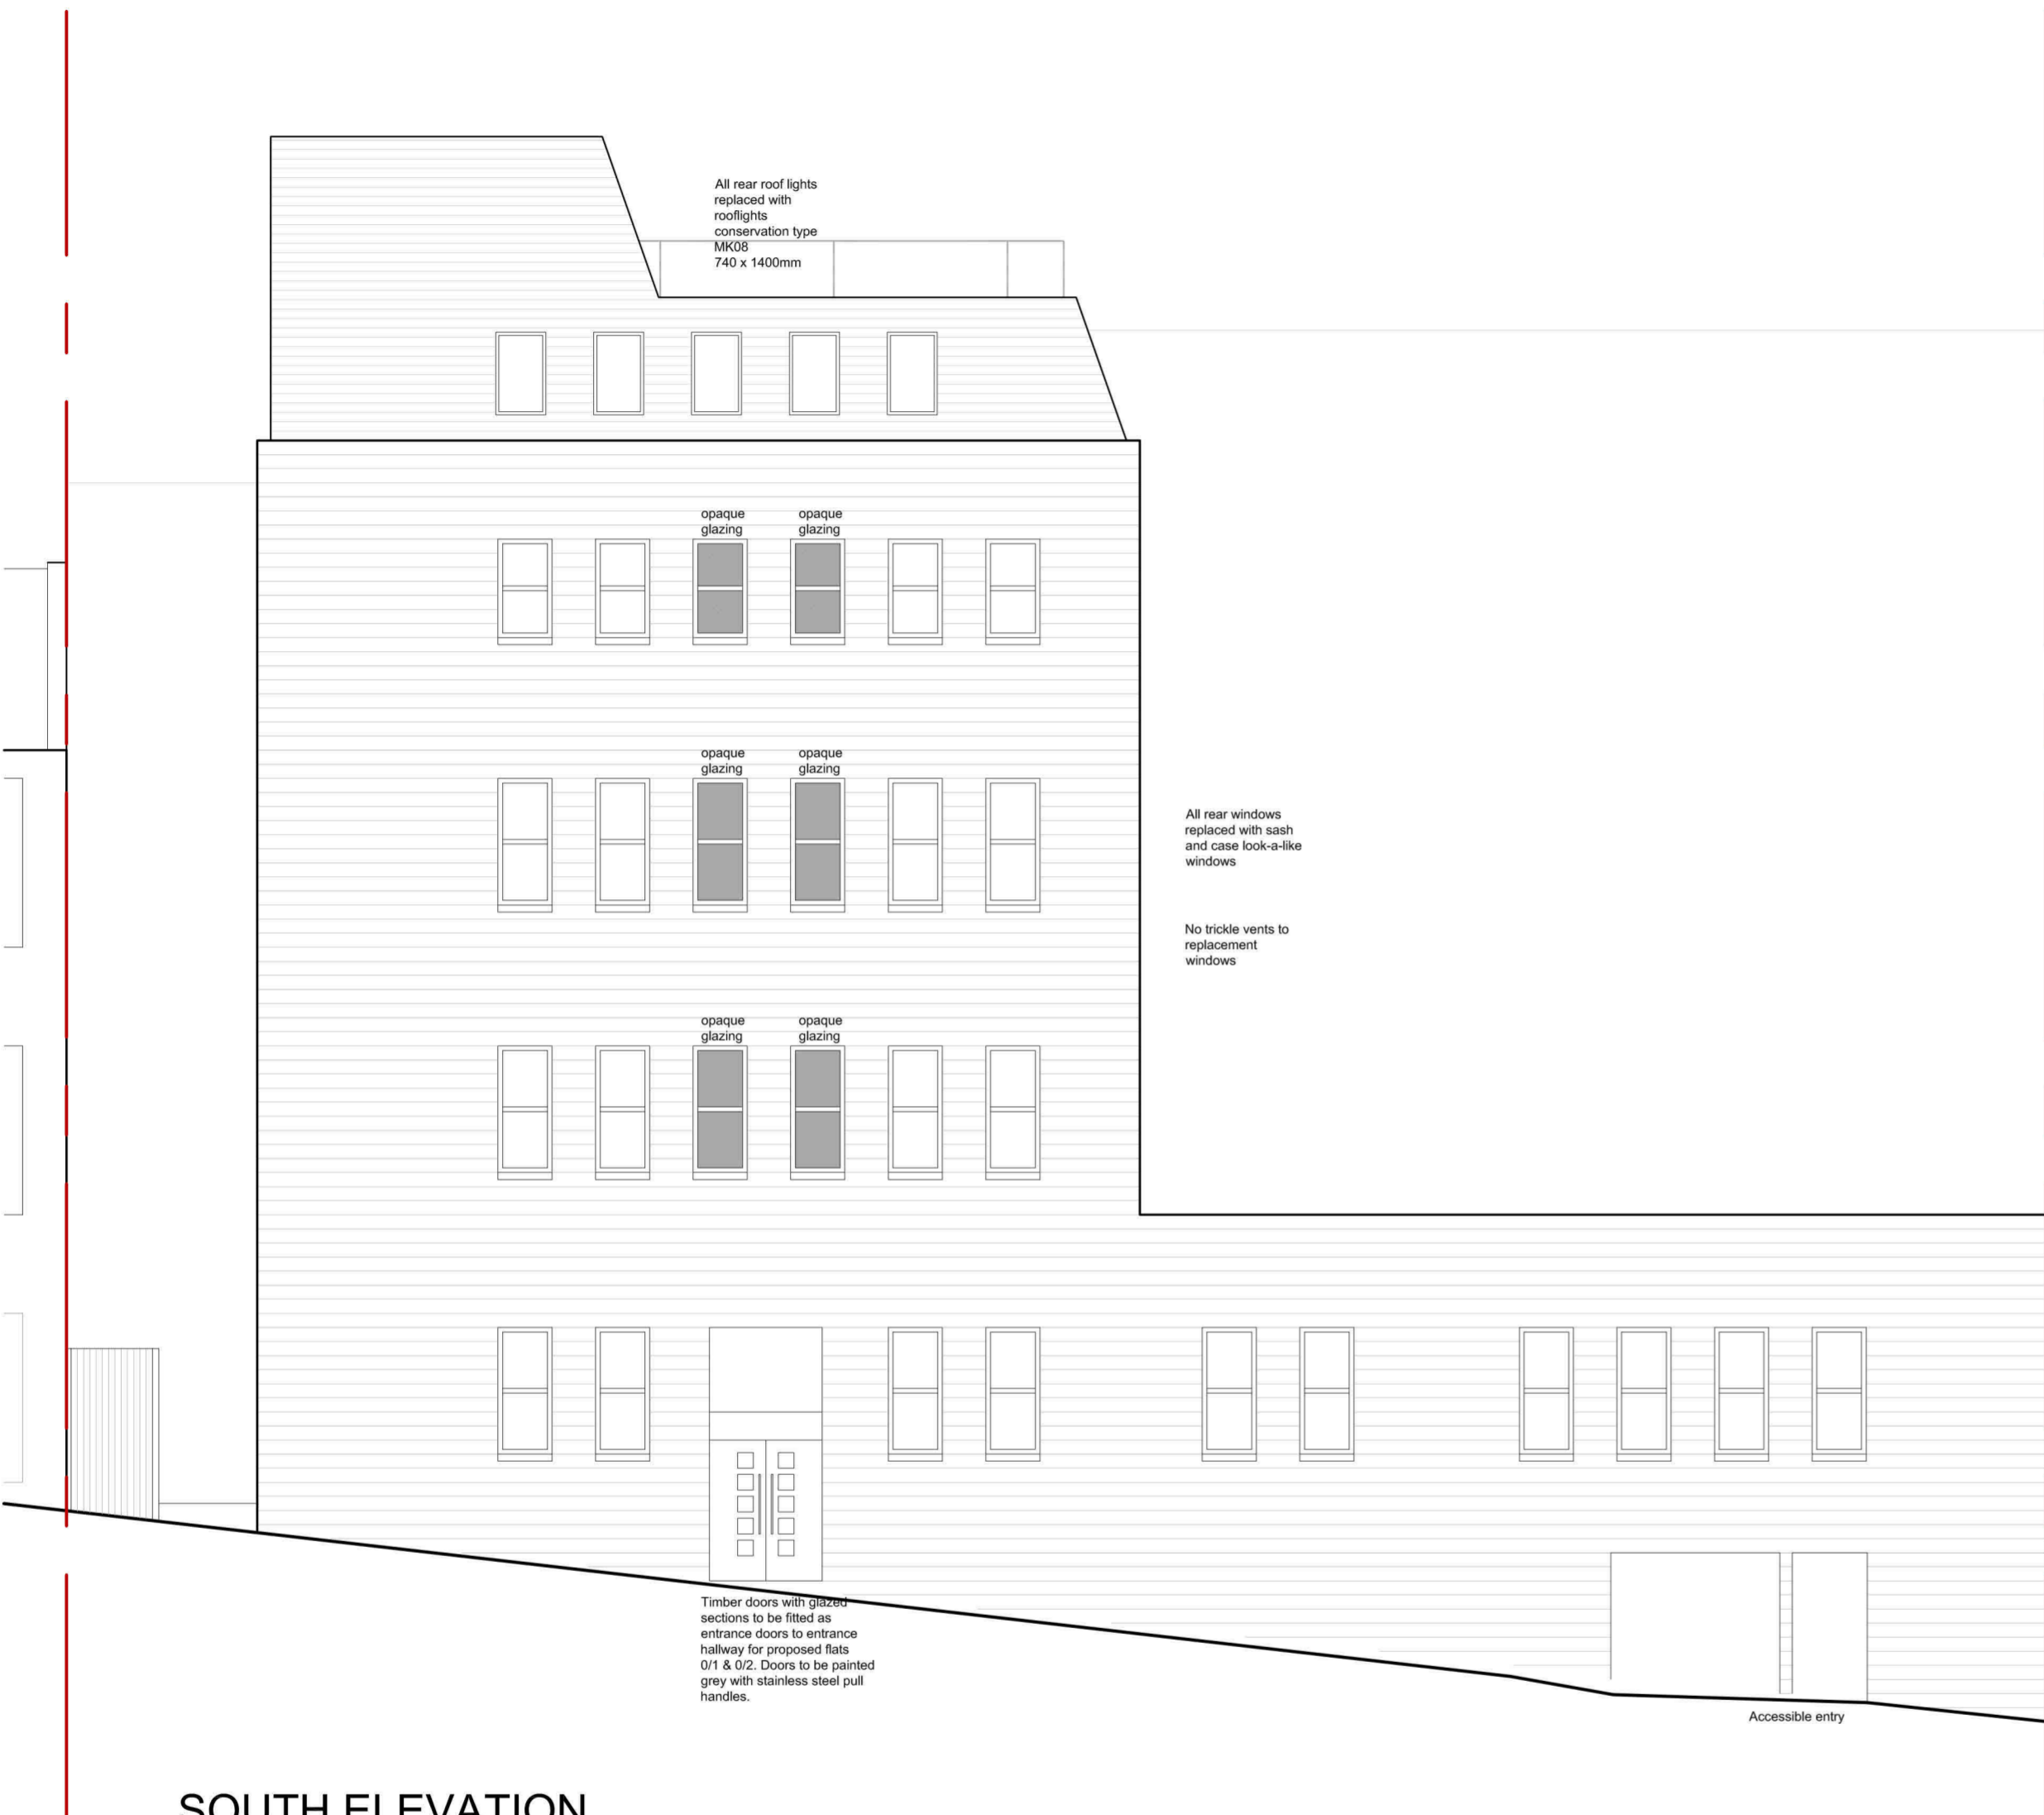 All rear roof lights
replaced with
rooflights
conservation type
MK08
740 x 1400mm
opaque
glazing
opaque
glazing
opaque
glazing
opaque
glazing
All rear windows
replaced with sash
and case look-a-like
windows
No trickle vents to
replacement
windows
opaque
glazing
opaque
glazing
Timber doors with glazed
sections to be fitted as
entrance doors to entrance
hallway for proposed flats
0/1 & 0/2. Doors to be painted
grey with stainless steel pull
handles.
Accessible entry
SOUTH ELEVATION